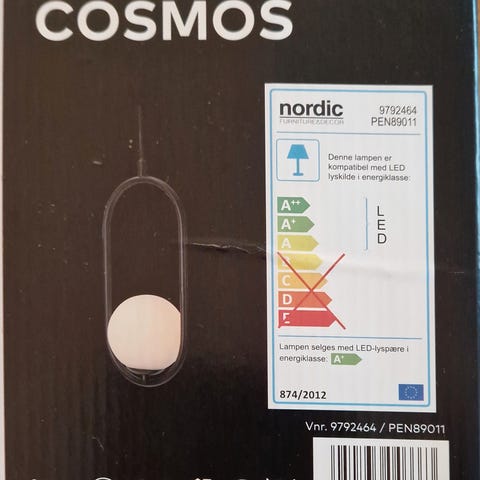 COSMOS
nordic
FURNITURE&DECOR
9792464
PEN89011
Denne lampen er
kompatibel med LED
lyskilde i energiklasse:
A++
A+
A
B
C
D
E
L
E
D
Lampen selges med LED-lyspære i
energiklasse: A+
874/2012
Vnr. 9792464 / PEN89011